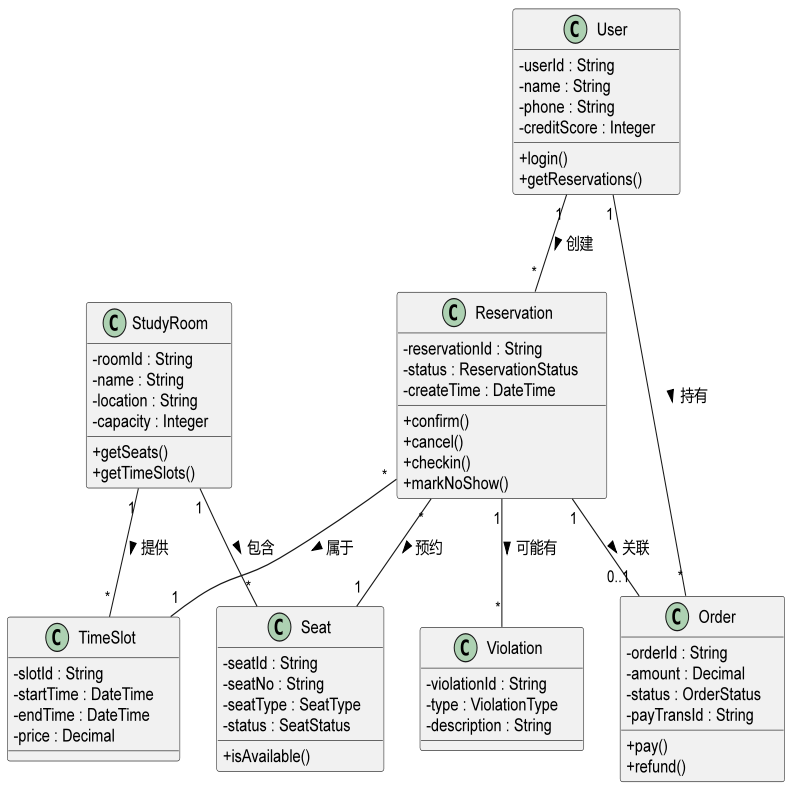 C User
-userId : String
-name : String
-phone : String
-creditScore : Integer
+login()
+getReservations()
1
1
创建
*
C StudyRoom
-roomId : String
-name : String
-location : String
-capacity : Integer
+getSeats()
+getTimeSlots()
C Reservation
-reservationId : String
-status : ReservationStatus
-createTime : DateTime
+confirm()
+cancel()
+checkin()
+markNoShow()
持有
*
1
1
*
1
1
提供
包含
属于
预约
可能有
关联
*
1
*
1
*
0..1
*
C TimeSlot
-slotId : String
-startTime : DateTime
-endTime : DateTime
-price : Decimal
C Seat
-seatId : String
-seatNo : String
-seatType : SeatType
-status : SeatStatus
+isAvailable()
C Violation
-violationId : String
-type : ViolationType
-description : String
C Order
-orderId : String
-amount : Decimal
-status : OrderStatus
-payTransId : String
+pay()
+refund()